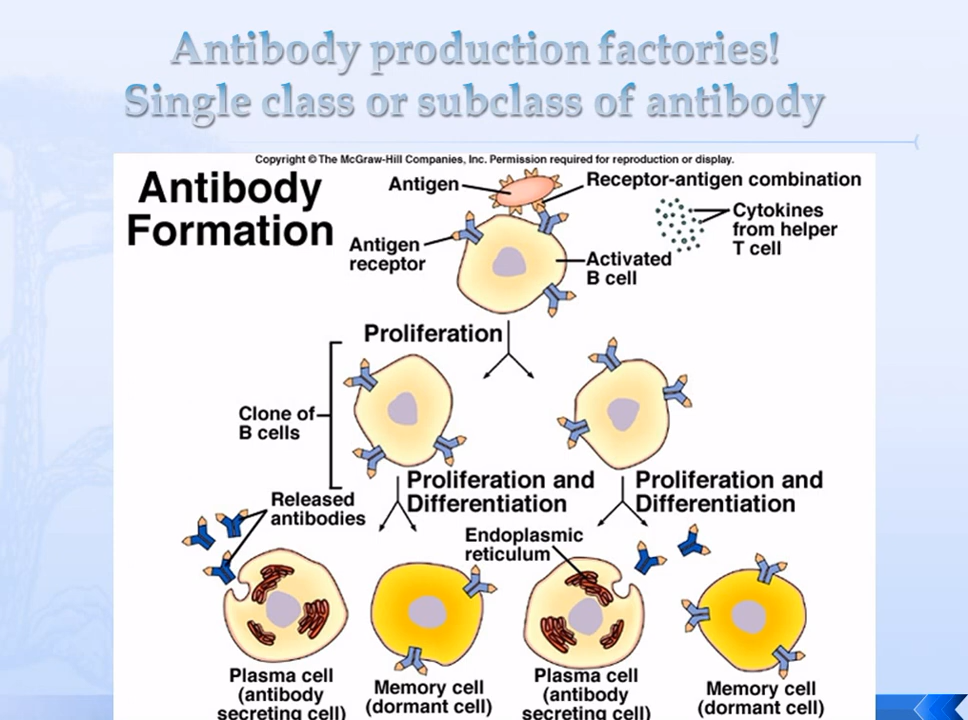 Antibody production factories!
Single class or subclass of antibody
Copyright © The McGraw-Hill Companies, Inc. Permission required for reproduction or display.
Antibody
Formation
Antigen
Receptor-antigen combination
Cytokines
from helper
T cell
Antigen
receptor
Activated
B cell
Proliferation
Clone of
B cells
Proliferation and
Differentiation
Proliferation and
Differentiation
Released
antibodies
Endoplasmic
reticulum
Plasma cell
(antibody
secreting cell)
Memory cell
(dormant cell)
Plasma cell
(antibody
secreting cell)
Memory cell
(dormant cell)